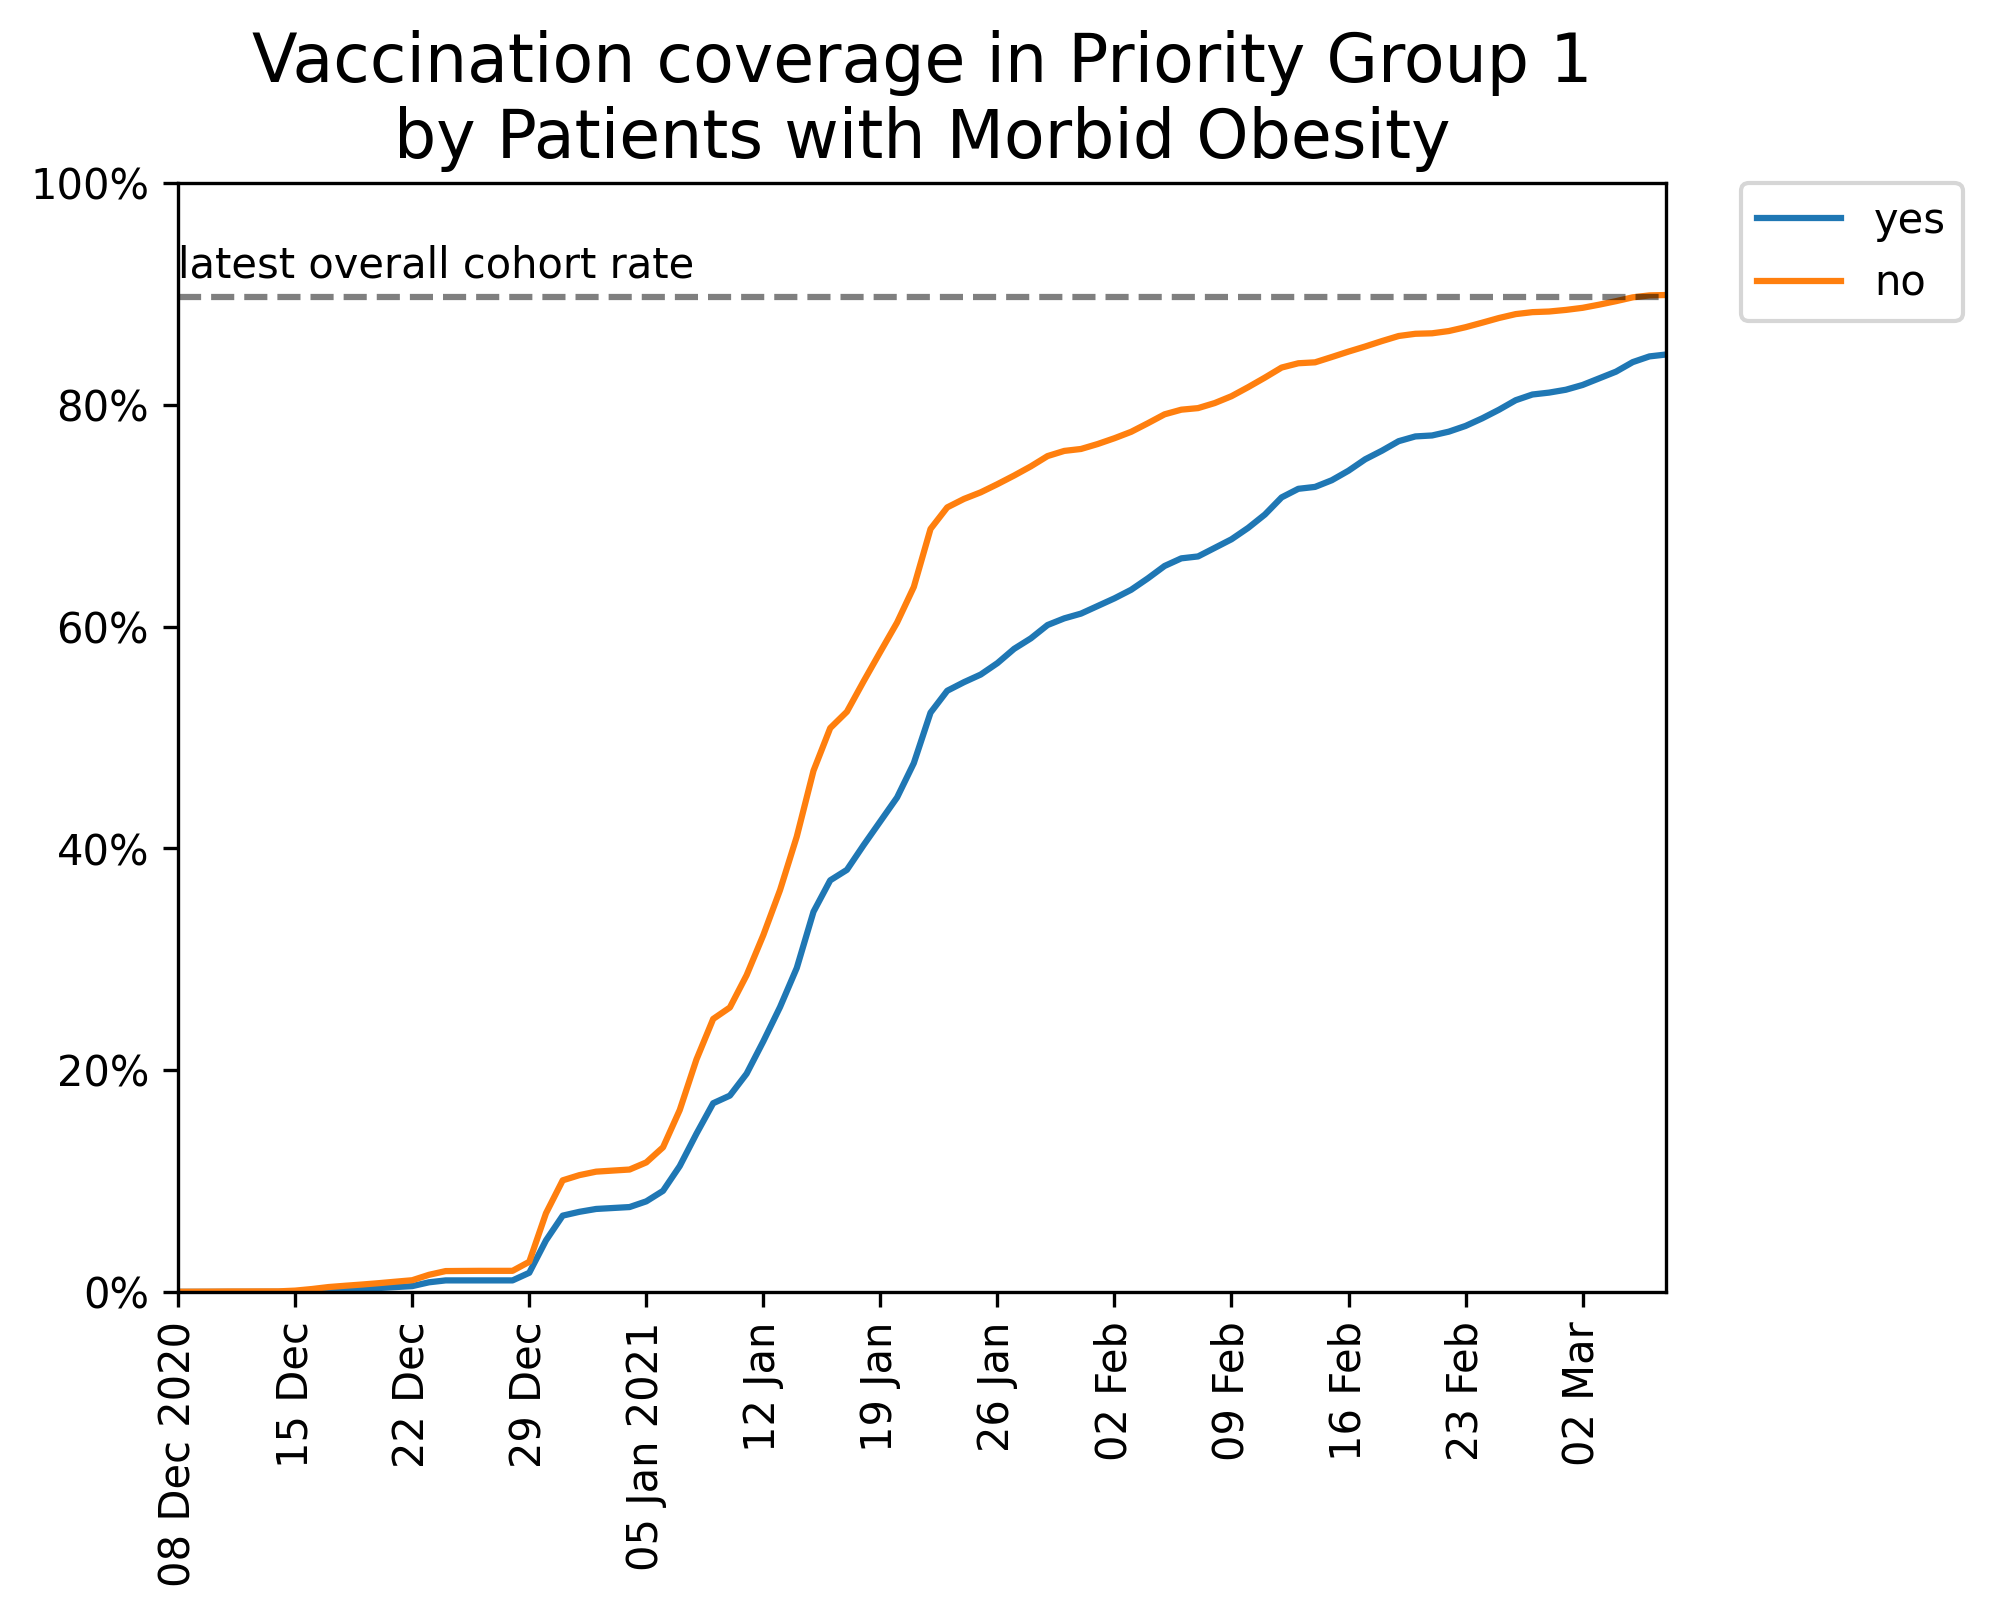 Vaccination coverage in Priority Group 1
by Patients with Morbid Obesity
100%
80%
60%
40%
20%
0%
latest overall cohort rate
yes
no
08 Dec 2020
15 Dec
22 Dec
29 Dec
05 Jan 2021
12 Jan
19 Jan
26 Jan
02 Feb
09 Feb
16 Feb
23 Feb
02 Mar